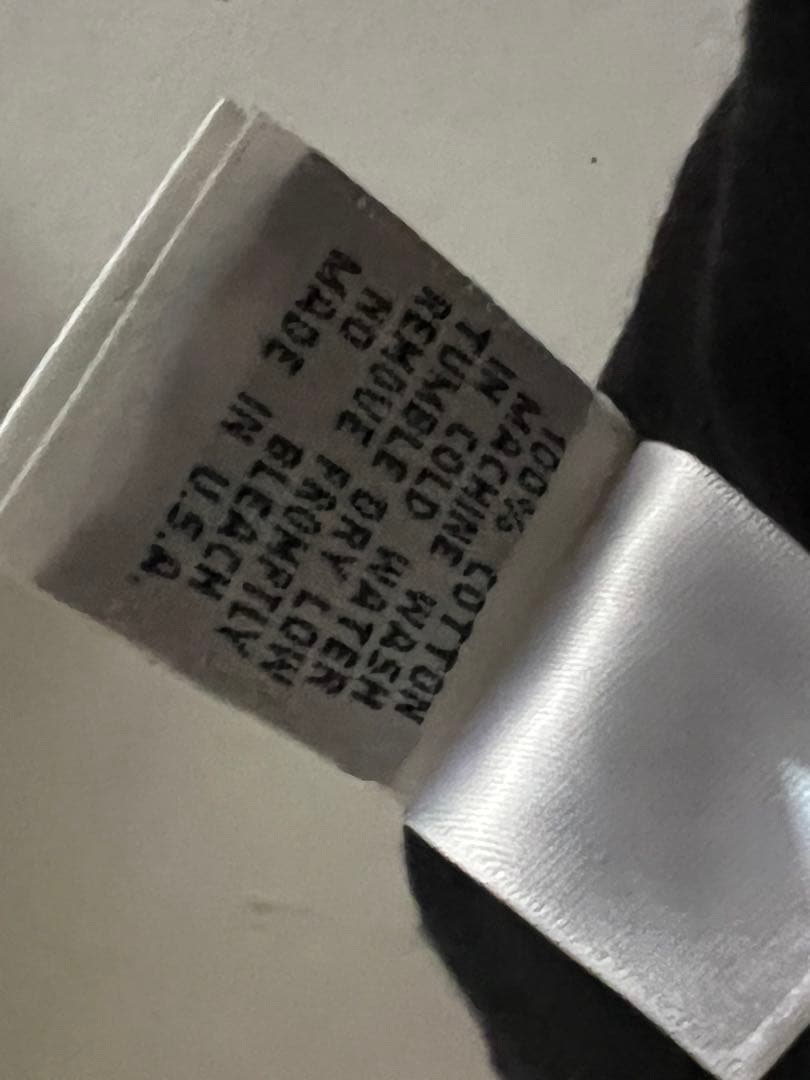 100% COTTON
MACHINE WASH
IN COLD WATER
TUMBLE DRY LOW
REMOVE PROMPTLY
NO BLEACH
MADE IN U.S.A.